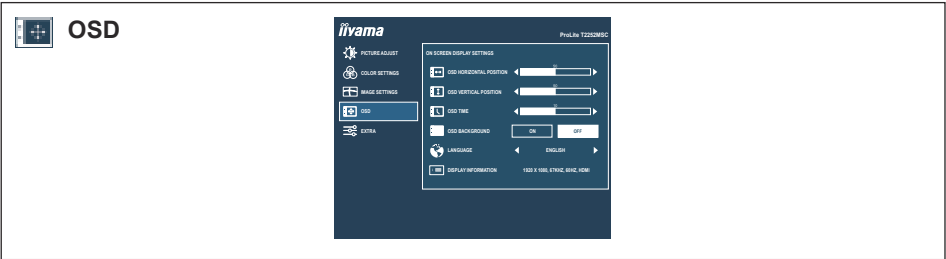 OSD
iiyama
ProLite T2252MSC
PICTURE ADJUST
COLOR SETTINGS
IMAGE SETTINGS
OSD
EXTRA
ON SCREEN DISPLAY SETTINGS
OSD HORIZONTAL POSITION
50
OSD VERTICAL POSITION
OSD TIME
OSD BACKGROUND ON OFF
LANGUAGE ENGLISH
DISPLAY INFORMATION 1920 X 1080, 67KHZ, 60HZ, HDMI